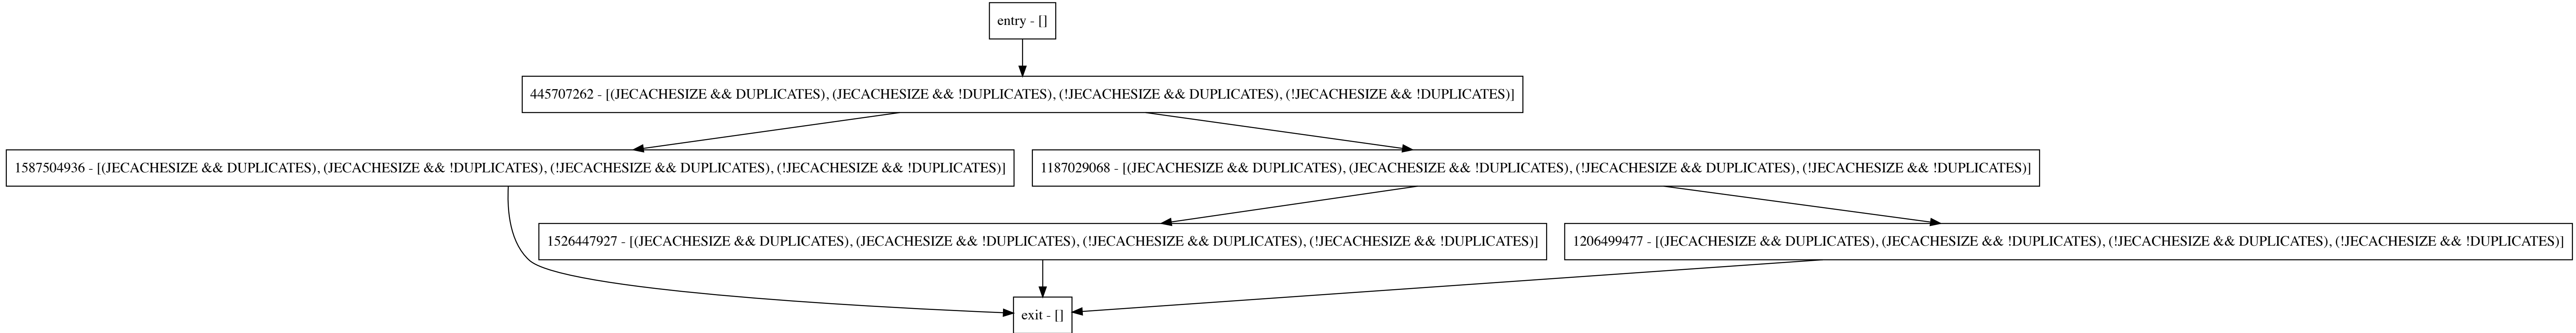 entry - []
445707262 - [(JECACHESIZE && DUPLICATES), (JECACHESIZE && !DUPLICATES), (!JECACHESIZE && DUPLICATES), (!JECACHESIZE && !DUPLICATES)]
1587504936 - [(JECACHESIZE && DUPLICATES), (JECACHESIZE && !DUPLICATES), (!JECACHESIZE && DUPLICATES), (!JECACHESIZE && !DUPLICATES)]
1187029068 - [(JECACHESIZE && DUPLICATES), (JECACHESIZE && !DUPLICATES), (!JECACHESIZE && DUPLICATES), (!JECACHESIZE && !DUPLICATES)]
1526447927 - [(JECACHESIZE && DUPLICATES), (JECACHESIZE && !DUPLICATES), (!JECACHESIZE && DUPLICATES), (!JECACHESIZE && !DUPLICATES)]
1206499477 - [(JECACHESIZE && DUPLICATES), (JECACHESIZE && !DUPLICATES), (!JECACHESIZE && DUPLICATES), (!JECACHESIZE && !DUPLICATES)]
exit - []